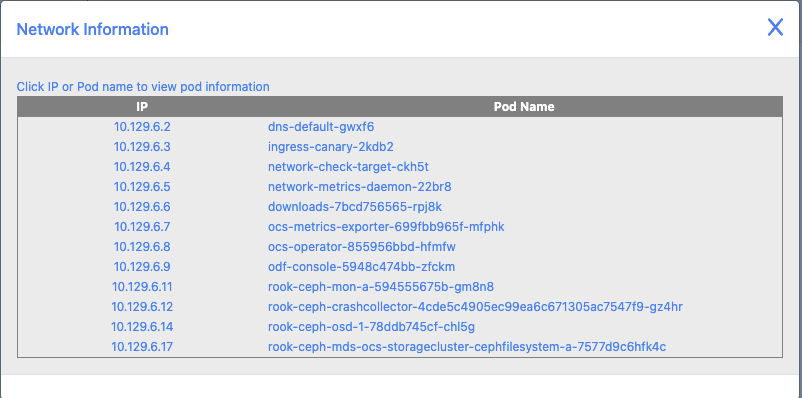 Network Information
X
Click IP or Pod name to view pod information
IP Pod Name
10.129.6.2 dns-default-gwxf6
10.129.6.3 ingress-canary-2kdb2
10.129.6.4 network-check-target-ckh5t
10.129.6.5 network-metrics-daemon-22br8
10.129.6.6 downloads-7bcd756565-rpj8k
10.129.6.7 ocs-metrics-exporter-699fbb965f-mfphk
10.129.6.8 ocs-operator-855956bbd-hfmfw
10.129.6.9 odf-console-5948c474bb-zfckm
10.129.6.11 rook-ceph-mon-a-594555675b-gm8n8
10.129.6.12 rook-ceph-crashcollector-4cde5c4905ec99ea6c671305ac7547f9-gz4hr
10.129.6.14 rook-ceph-osd-1-78ddb745cf-chl5g
10.129.6.17 rook-ceph-mds-ocs-storagecluster-cephfilesystem-a-7577d9c6hfk4c